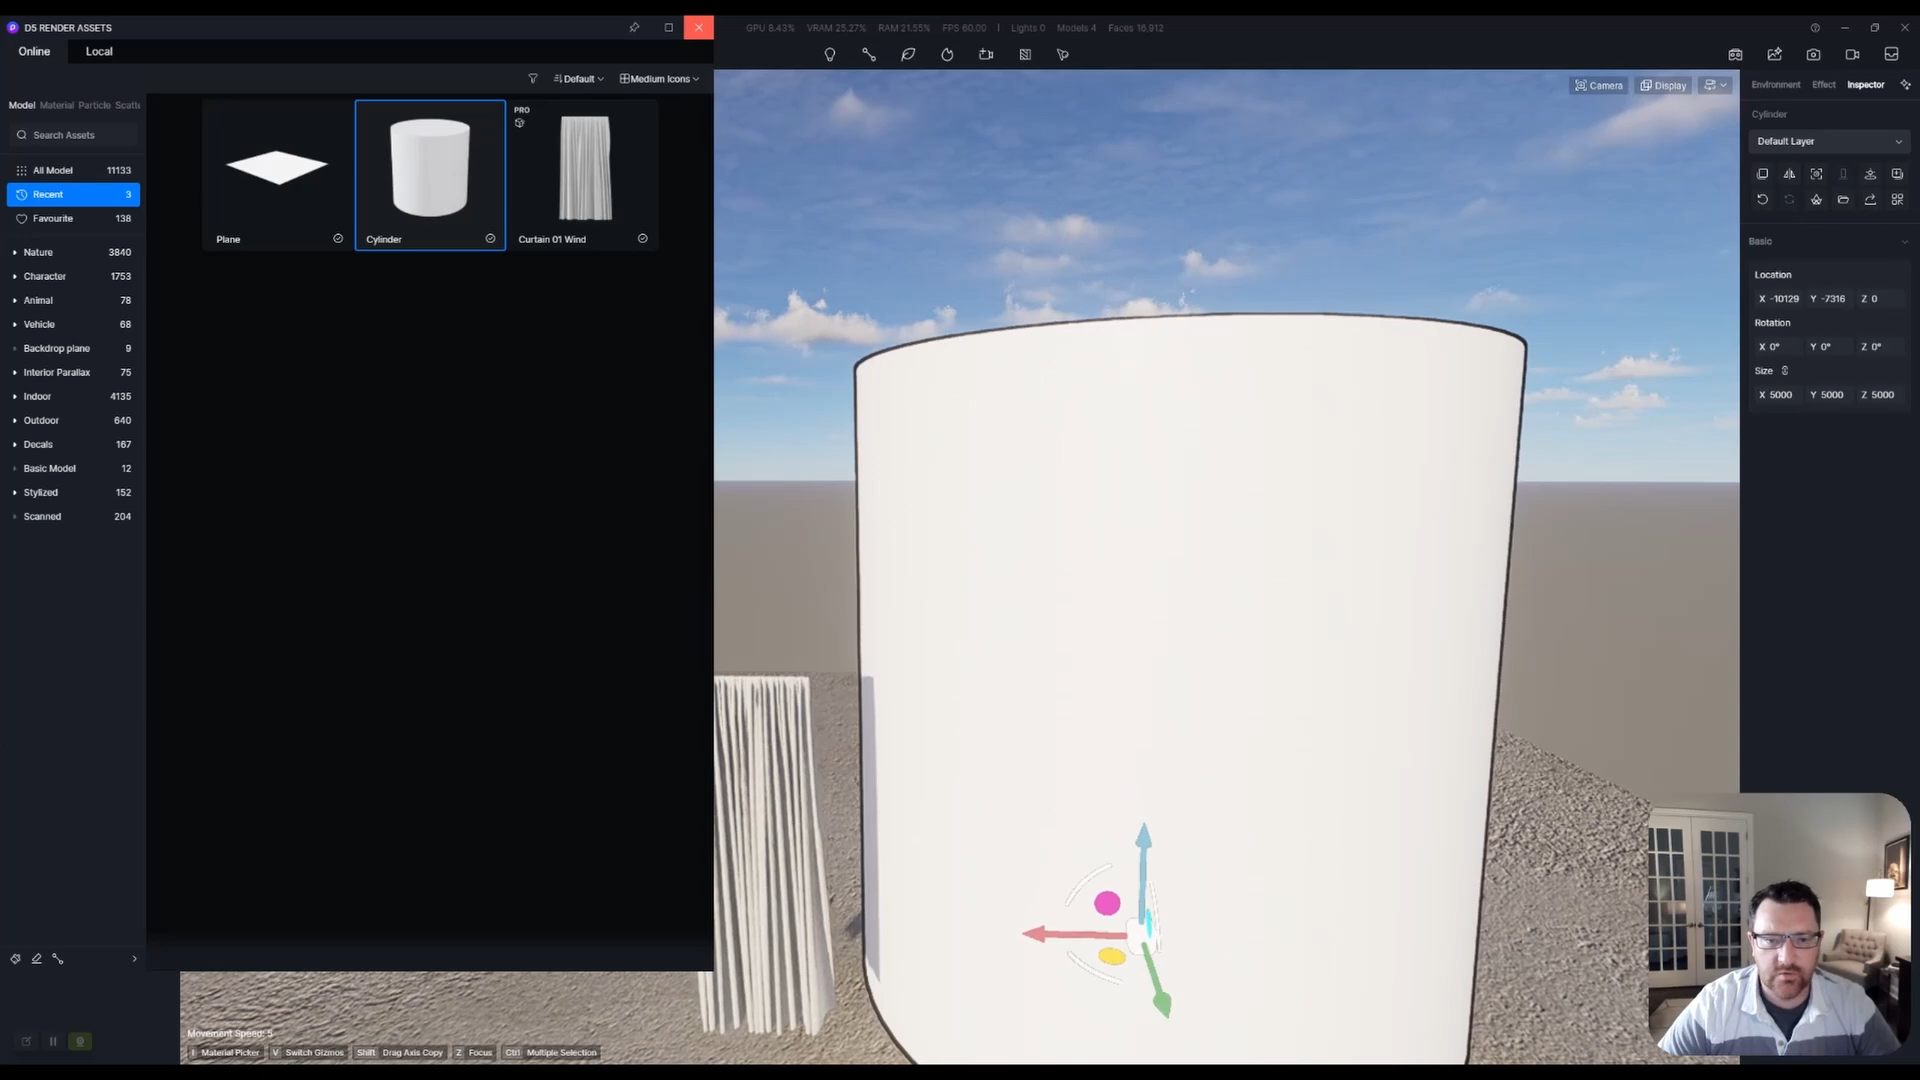 D5 RENDER ASSETS
GPU 8.43% VRAM 25.27% RAM 21.55% FPS 60.00 | Lights 0 Models 4 Faces 16,912
Online Local
Default Medium Icons
Camera Display
Environment Effect Inspector
Model Material Particle Scatt
Search Assets
All Model 11133
Recent 3
Favourite 138
Nature 3840
Character 1753
Animal 78
Vehicle 68
Backdrop plane 9
Interior Parallax 75
Indoor 4135
Outdoor 640
Decals 167
Basic Model 12
Stylized 152
Scanned 204
PRO
Plane
Cylinder
Curtain 01 Wind
Cylinder
Default Layer
Basic
Location
X -10129 Y -7316 Z 0
Rotation
X 0° Y 0° Z 0°
Size
X 5000 Y 5000 Z 5000
Movement Speed: 5
I Material Picker V Switch Gizmos Shift Drag Axis Copy Z Focus Ctrl Multiple Selection